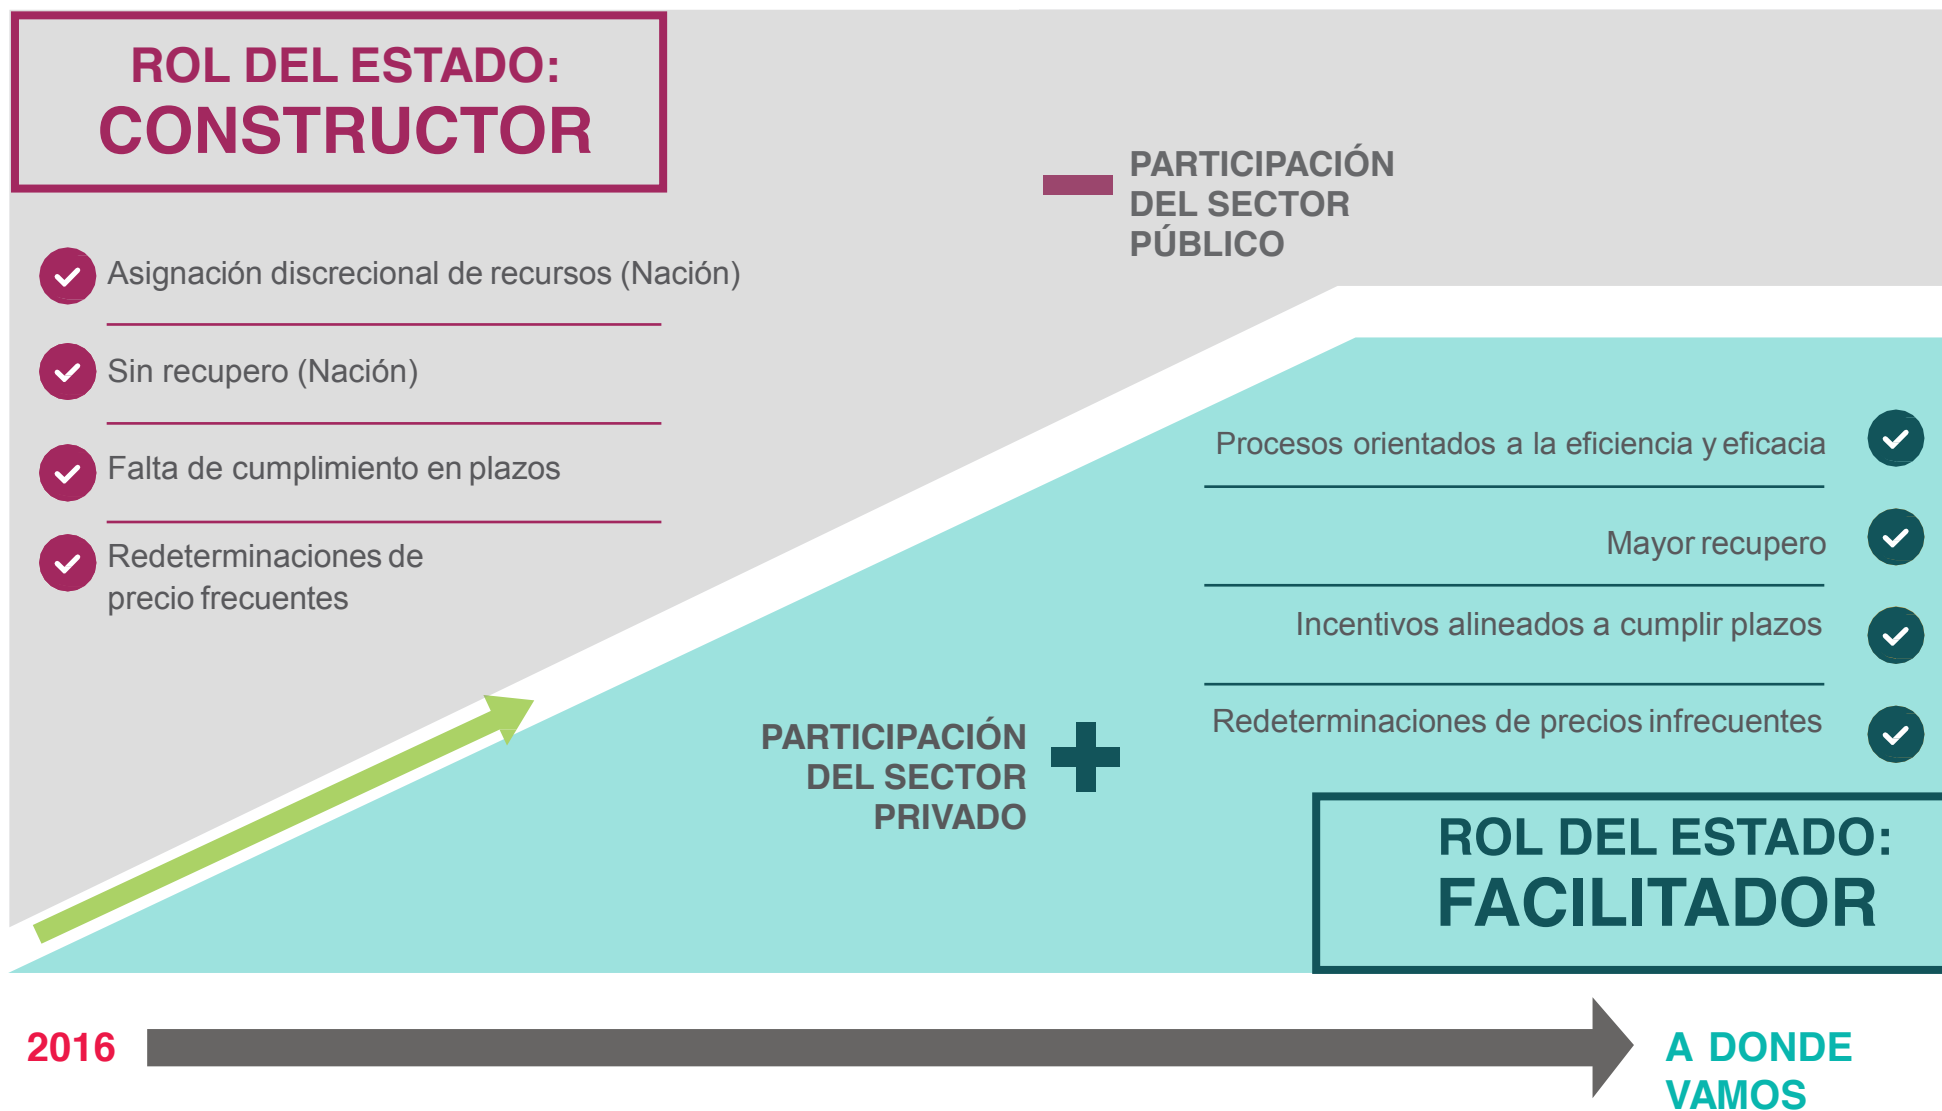 ROL DEL ESTADO:
CONSTRUCTOR
Asignación discrecional de recursos (Nación)
Sin recupero (Nación)
Falta de cumplimiento en plazos
Redeterminaciones de
precio frecuentes
PARTICIPACIÓN
DEL SECTOR
PÚBLICO
Procesos orientados a la eficiencia y eficacia
Mayor recupero
Incentivos alineados a cumplir plazos
Redeterminaciones de precios infrecuentes
PARTICIPACIÓN
DEL SECTOR
PRIVADO
ROL DEL ESTADO:
FACILITADOR
2016
A DONDE
VAMOS